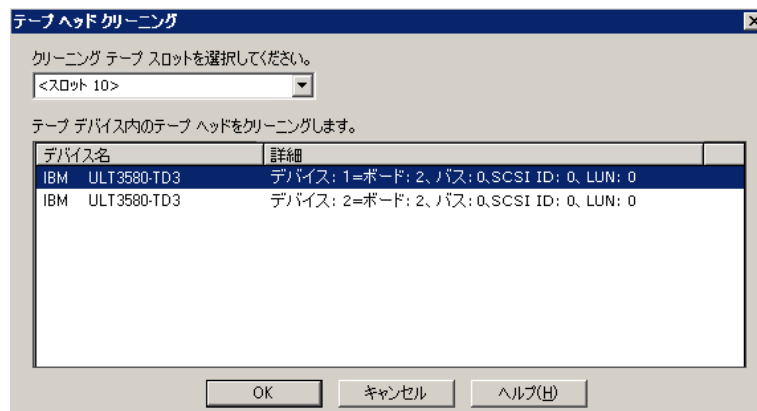 テープ ヘッド クリーニング
クリーニング テープ スロットを選択してください。
<スロット 10>
テープ デバイス内のテープ ヘッドをクリーニングします。
デバイス名 詳細
IBM ULT3580-TD3 デバイス: 1=ボード: 2、バス: 0、SCSI ID: 0、LUN: 0
IBM ULT3580-TD3 デバイス: 2=ボード: 2、バス: 0、SCSI ID: 0、LUN: 0
OK キャンセル ヘルプ(H)